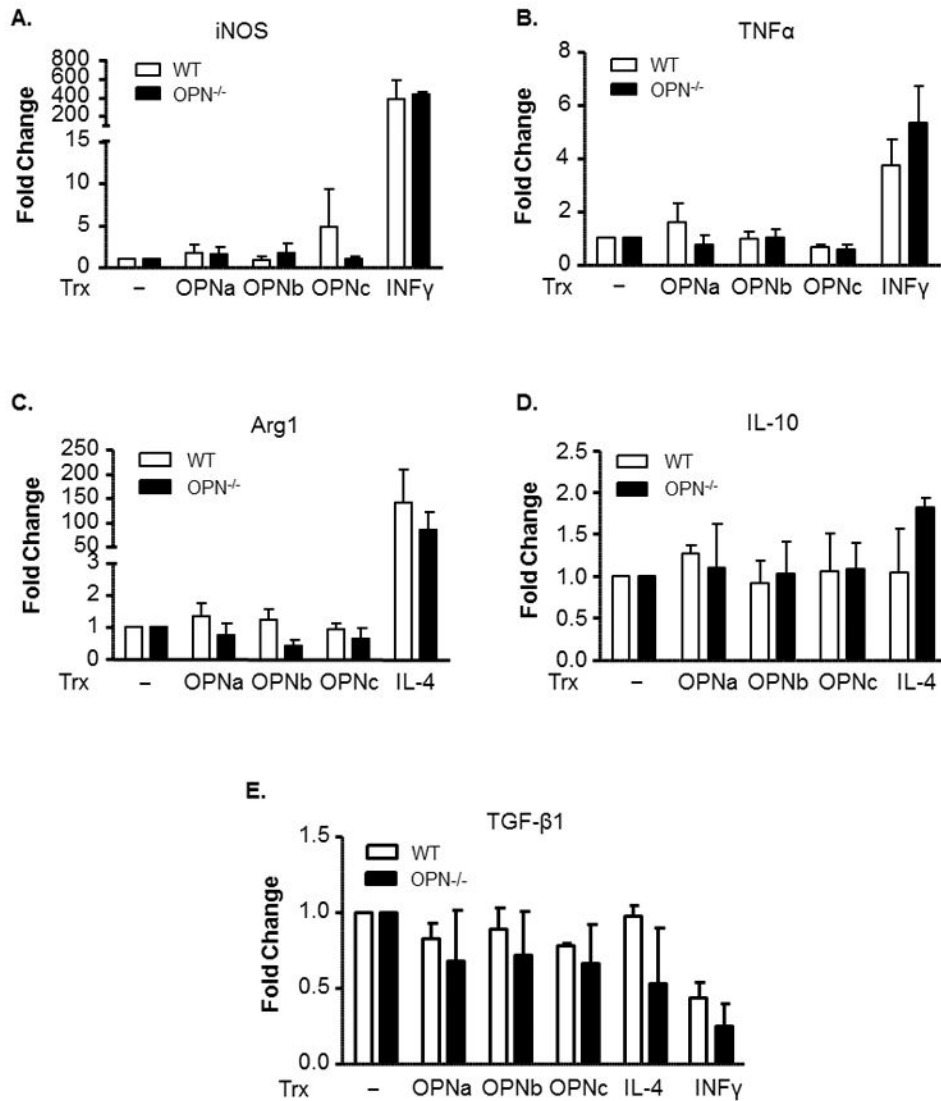 A.
iNOS
Fold Change
800
600
400
200
15
10
5
0
WT
OPN-/-
Trx – OPNa OPNb OPNc INFγ
B.
TNFα
Fold Change
8
6
4
2
0
WT
OPN-/-
Trx – OPNa OPNb OPNc INFγ
C.
Arg1
Fold Change
250
200
150
100
50
3
2
1
0
WT
OPN-/-
Trx – OPNa OPNb OPNc IL-4
D.
IL-10
Fold Change
2.5
2.0
1.5
1.0
0.5
0.0
WT
OPN-/-
Trx – OPNa OPNb OPNc IL-4
E.
TGF-β1
Fold Change
1.5
1.0
0.5
0.0
WT
OPN-/-
Trx – OPNa OPNb OPNc IL-4 INFγ